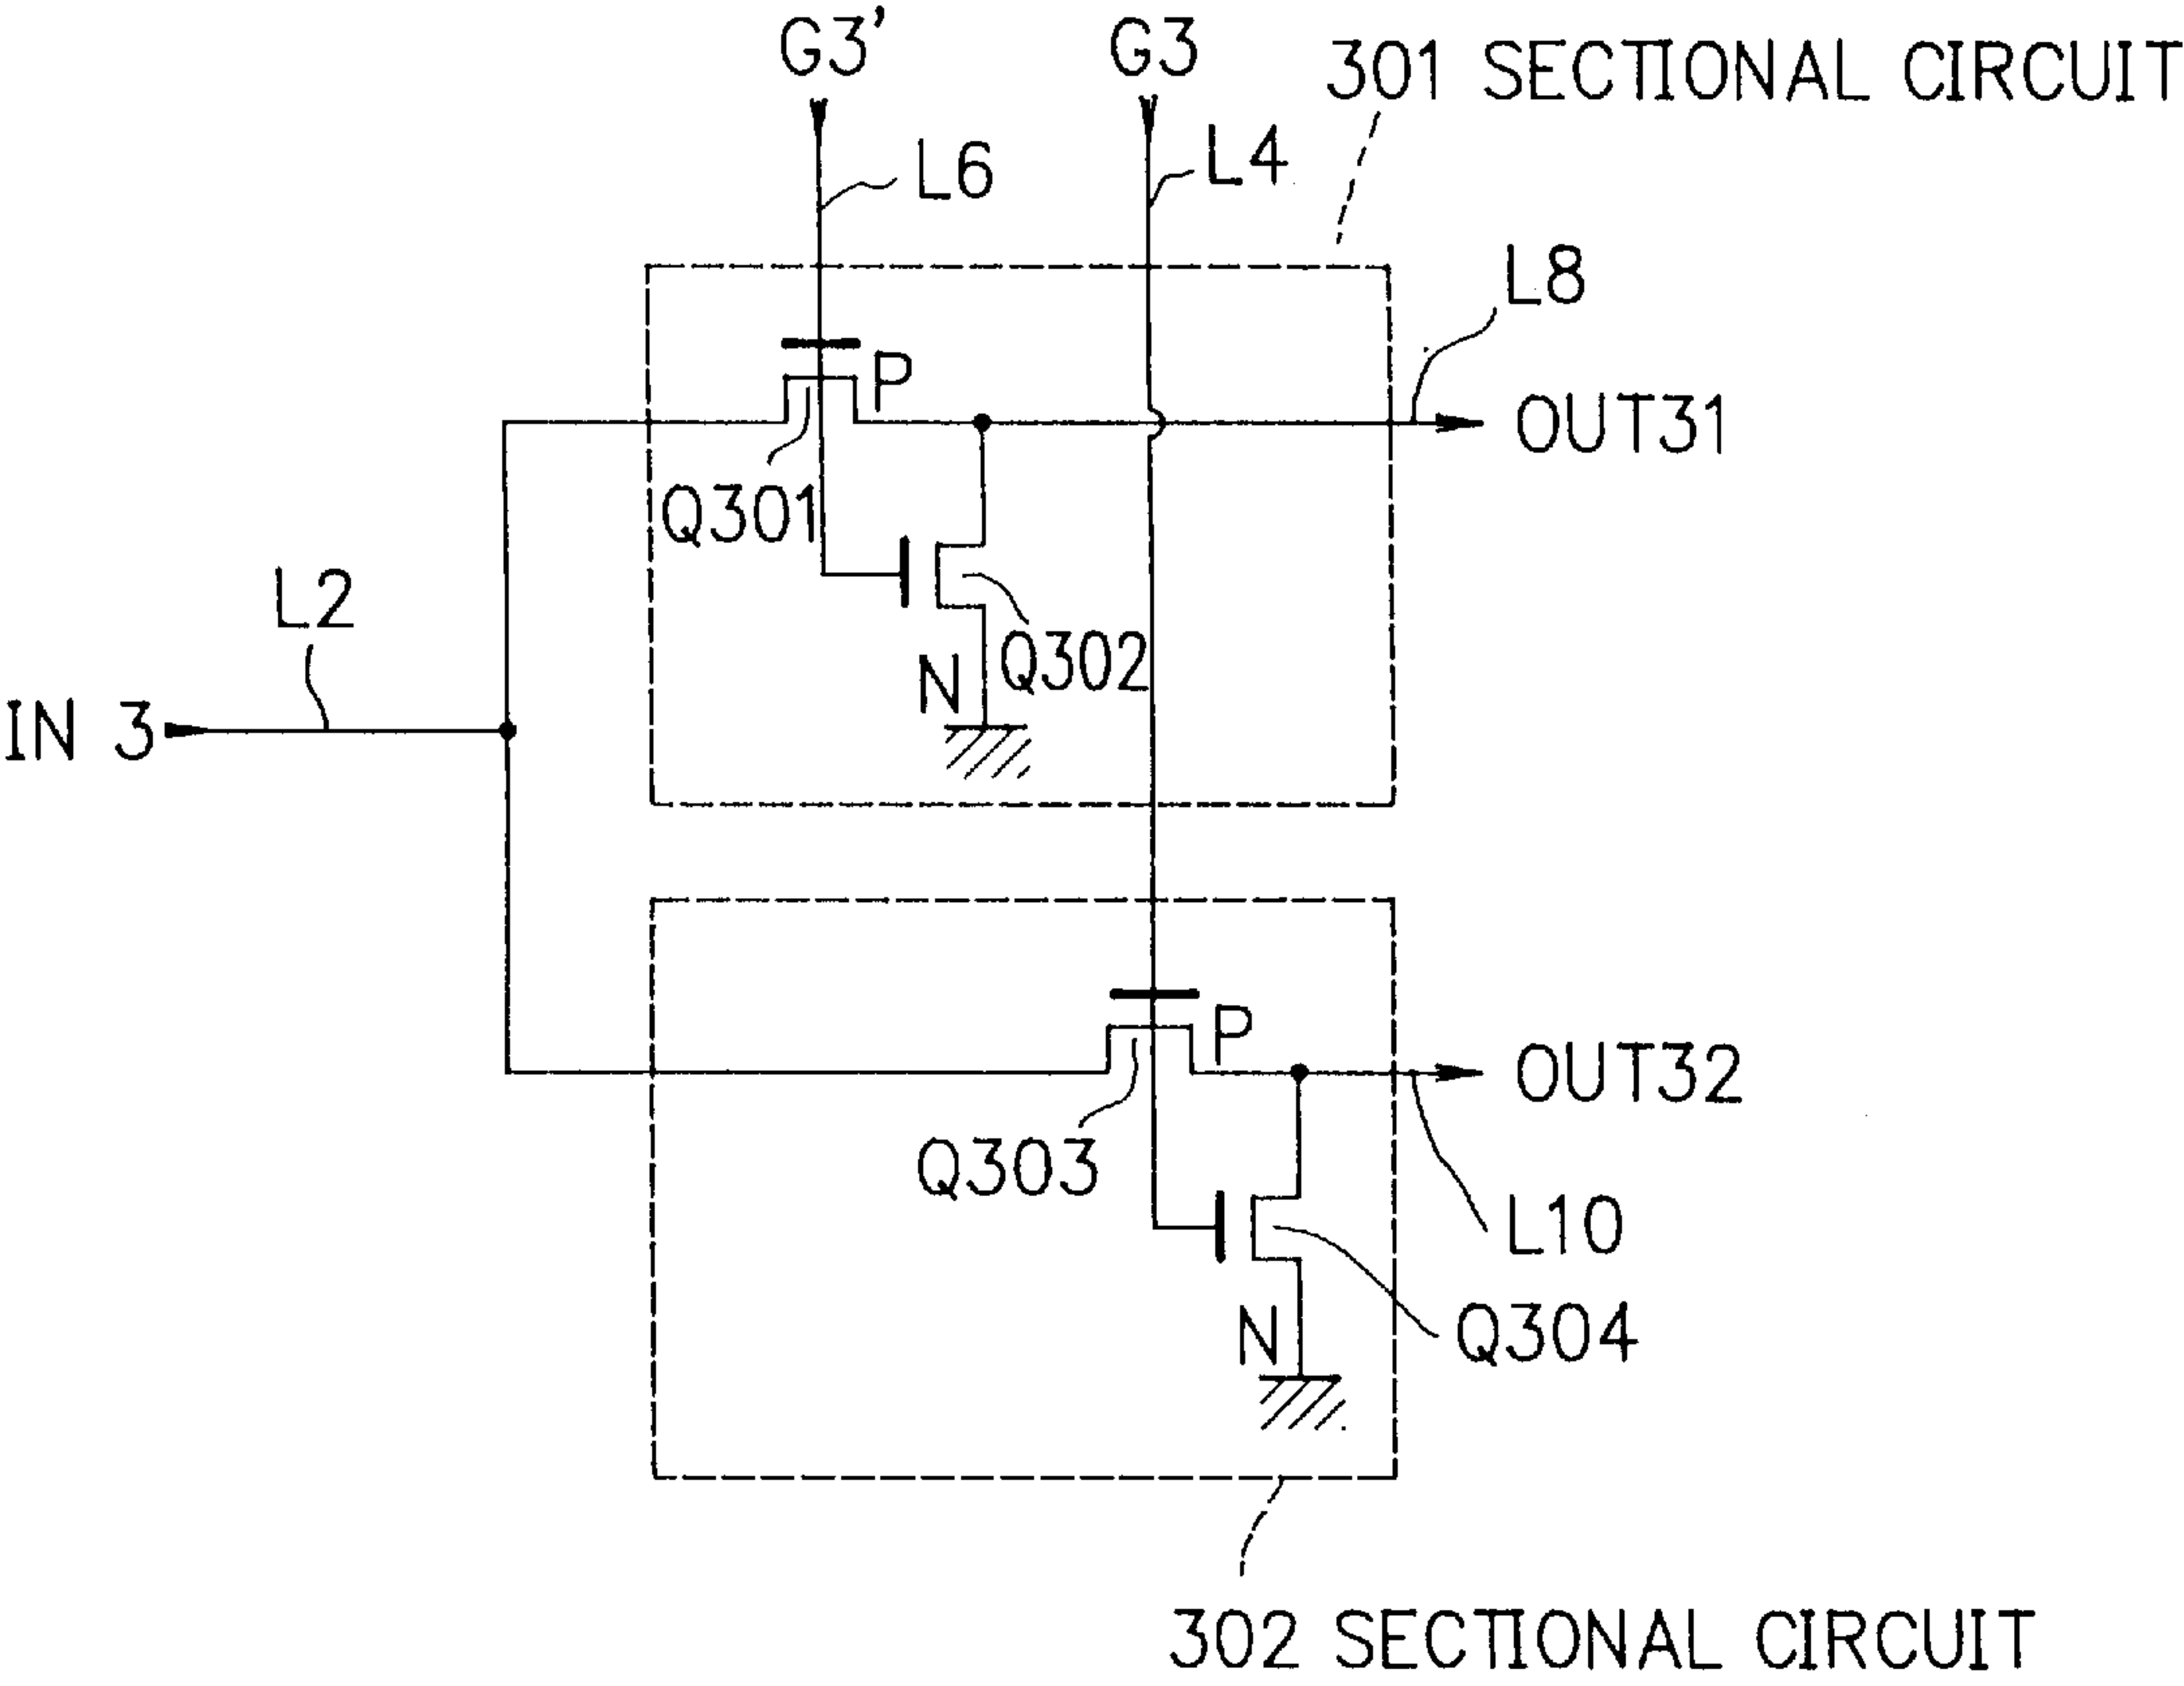 G3'
G3
301 SECTIONAL CIRCUIT
L6
L4
L8
P
OUT31
Q301
L2
Q302
N
IN 3
P
OUT32
Q303
L10
N
Q304
302 SECTIONAL CIRCUIT